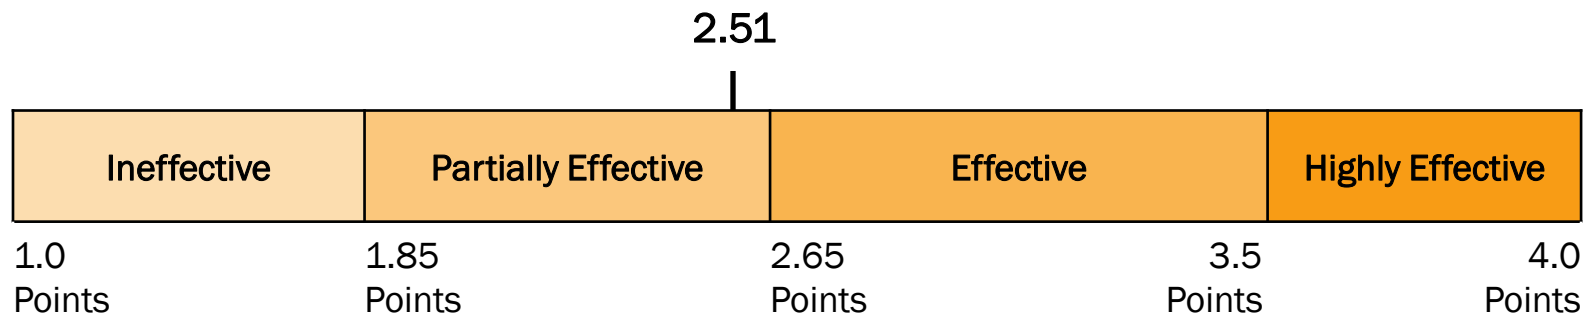 2.51
Ineffective Partially Effective Effective Highly Effective
1.0 1.85 2.65 3.5 4.0
Points Points Points Points Points